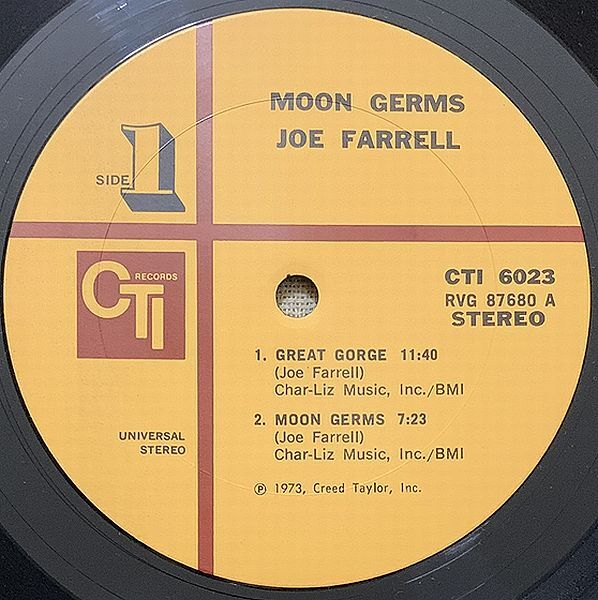 MOON GERMS
JOE FARRELL
SIDE 1
CTI RECORDS
CTI 6023
RVG 87680 A
STEREO
1. GREAT GORGE 11:40
(Joe Farrell)
Char-Liz Music, Inc./BMI
2. MOON GERMS 7:23
(Joe Farrell)
Char-Liz Music, Inc./BMI
UNIVERSAL
STEREO
Ⓟ 1973, Creed Taylor, Inc.